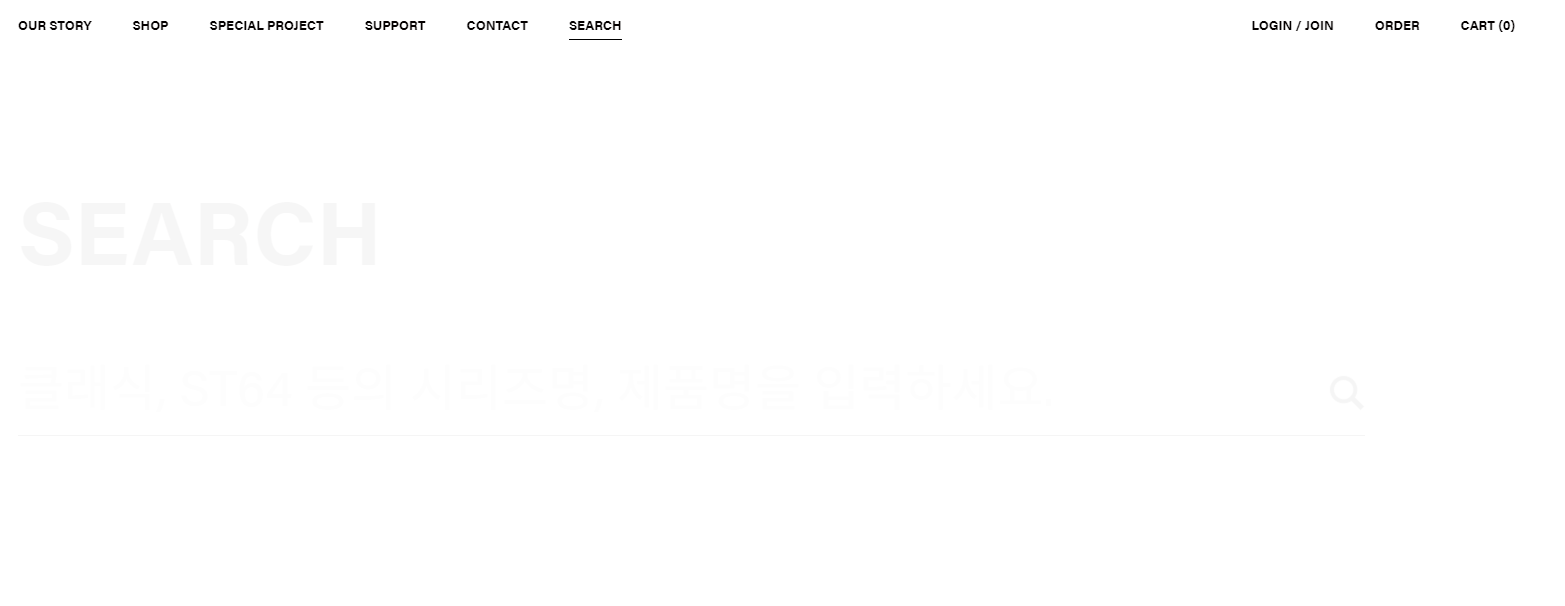 OUR STORY SHOP SPECIAL PROJECT SUPPORT CONTACT SEARCH LOGIN / JOIN ORDER CART (0)
SEARCH
클래식, ST64 등의 시리즈명, 제품명을 입력하세요.